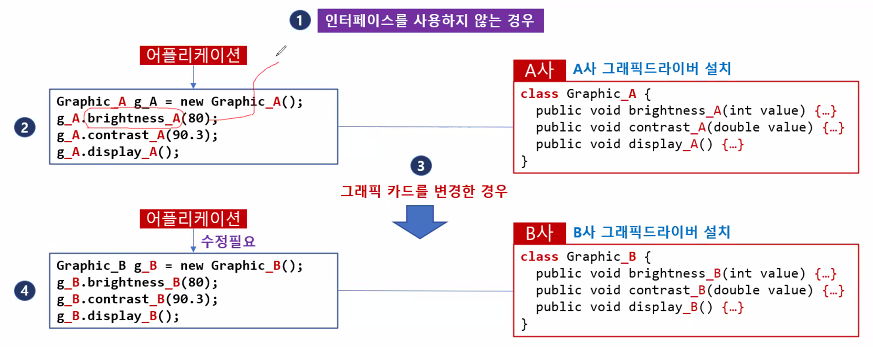 1 인터페이스를 사용하지 않는 경우
어플리케이션
Graphic_A g_A = new Graphic_A();
2 g_A.brightness_A(80);
g_A.contrast_A(90.3);
g_A.display_A();
A사 A사 그래픽드라이버 설치
class Graphic_A {
public void brightness_A(int value) {…}
public void contrast_A(double value) {…}
public void display_A() {…}
}
3
그래픽 카드를 변경한 경우
어플리케이션
수정필요
Graphic_B g_B = new Graphic_B();
g_B.brightness_B(80);
4 g_B.contrast_B(90.3);
g_B.display_B();
B사 B사 그래픽드라이버 설치
class Graphic_B {
public void brightness_B(int value) {…}
public void contrast_B(double value) {…}
public void display_B() {…}
}